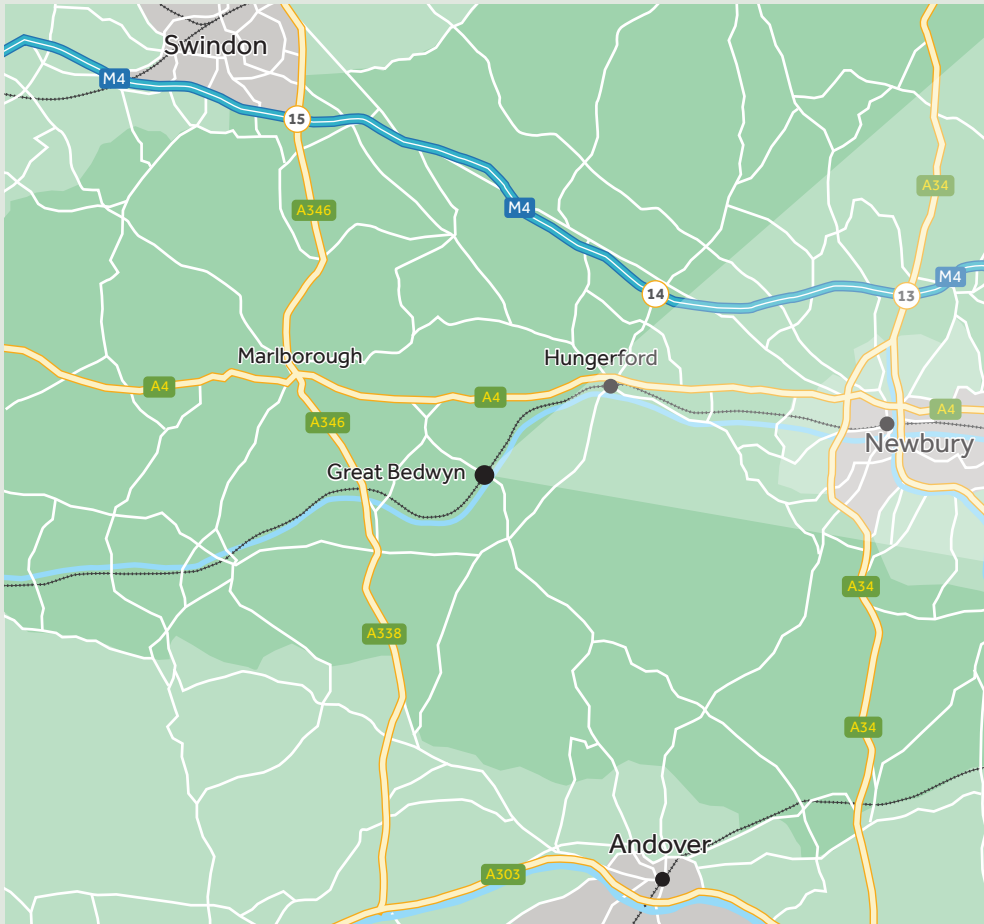 Swindon
M4
15
A34
A346
M4
M4
14
13
Marlborough
Hungerford
A4
A4
A4
A346
Newbury
Great Bedwyn
A34
A338
A34
Andover
A303